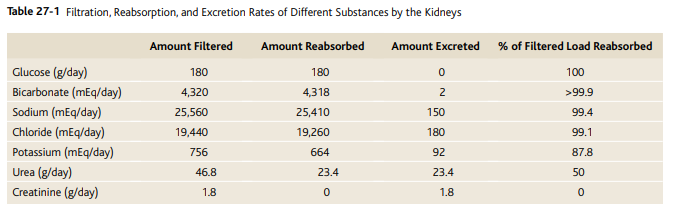 Table 27-1 Filtration, Reabsorption, and Excretion Rates of Different Substances by the Kidneys
Amount Filtered Amount Reabsorbed Amount Excreted % of Filtered Load Reabsorbed
Glucose (g/day) 180 180 0 100
Bicarbonate (mEq/day) 4,320 4,318 2 >99.9
Sodium (mEq/day) 25,560 25,410 150 99.4
Chloride (mEq/day) 19,440 19,260 180 99.1
Potassium (mEq/day) 756 664 92 87.8
Urea (g/day) 46.8 23.4 23.4 50
Creatinine (g/day) 1.8 0 1.8 0